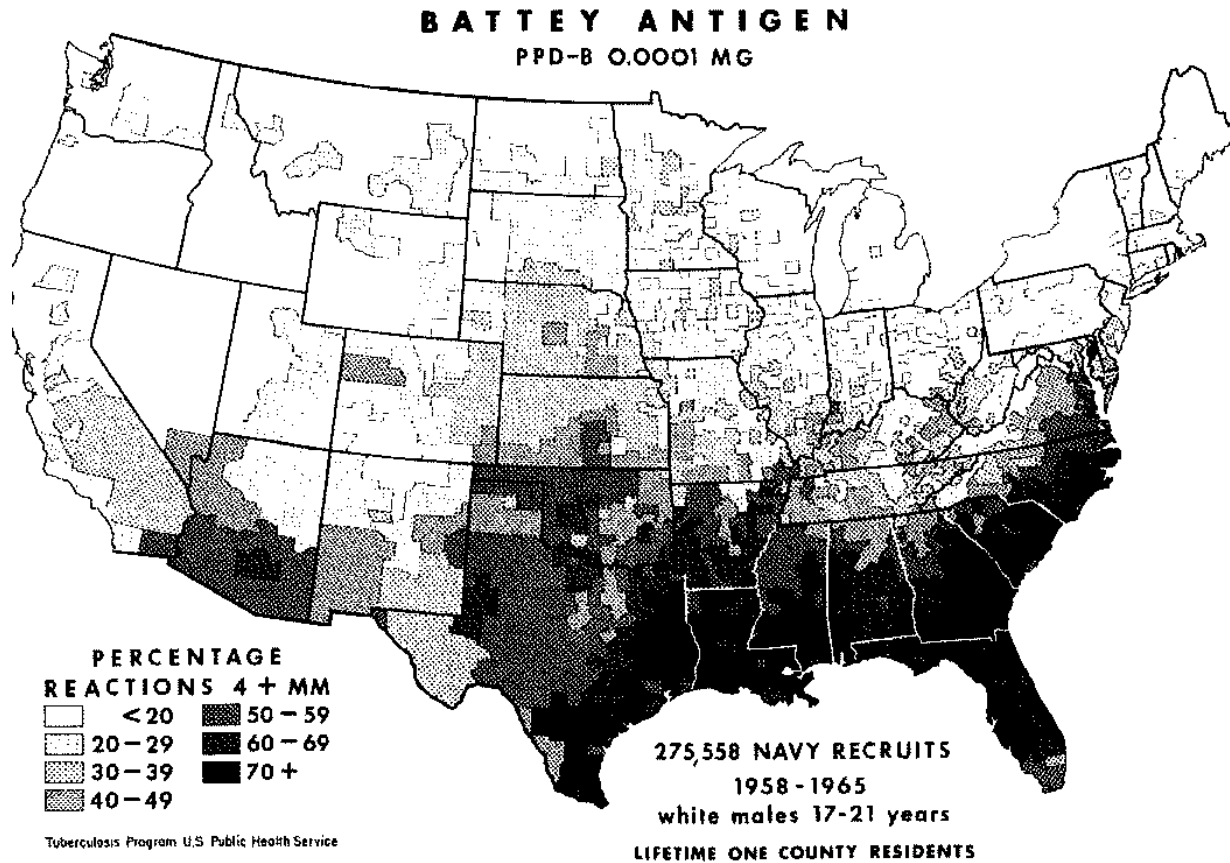 BATTEY ANTIGEN
PPD-B 0.0001 MG
PERCENTAGE
REACTIONS 4 + MM
<20
20-29
30-39
40-49
50-59
60-69
70+
275,558 NAVY RECRUITS
1958-1965
white males 17-21 years
LIFETIME ONE COUNTY RESIDENTS
Tuberculosis Program U.S. Public Health Service